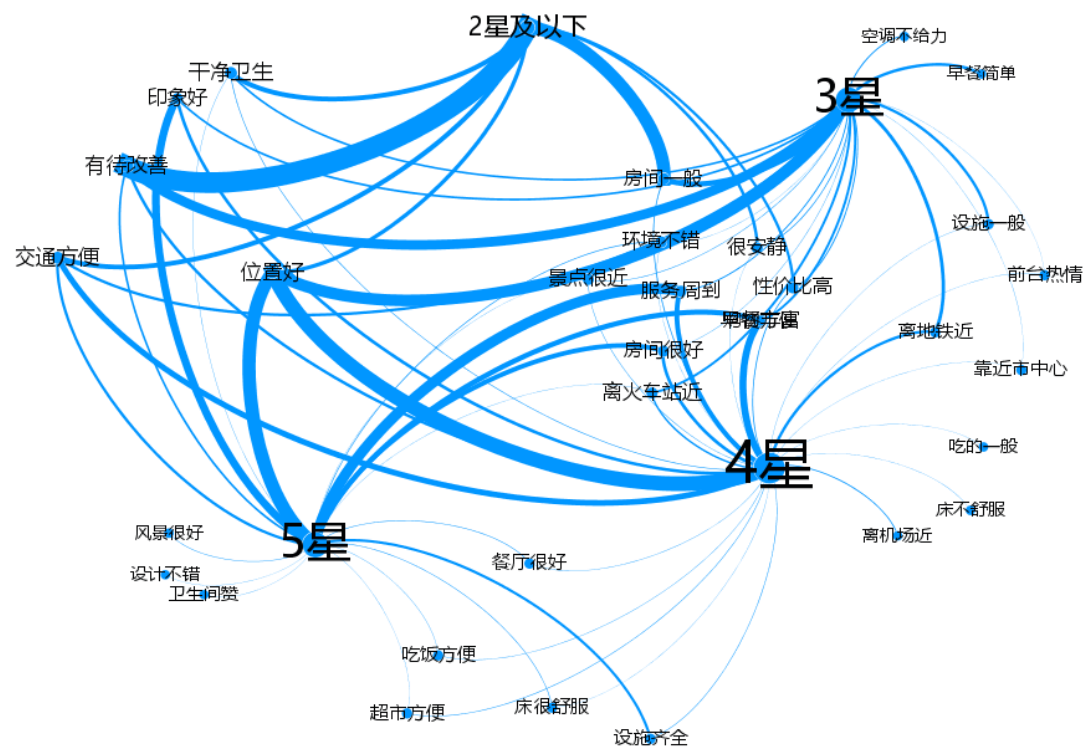 2星及以下
空调不给力
干净卫生
早餐简单
印象好
3星
有待改善
房间一般
设施一般
环境不错
很安静
交通方便
位置好
景点很近
前台热情
服务周到
性价比高
离地铁近
房间很好
靠近市中心
离火车站近
吃的一般
4星
床不舒服
风景很好
5星
离机场近
餐厅很好
设计不错
卫生间赞
吃饭方便
超市方便
床很舒服
设施齐全